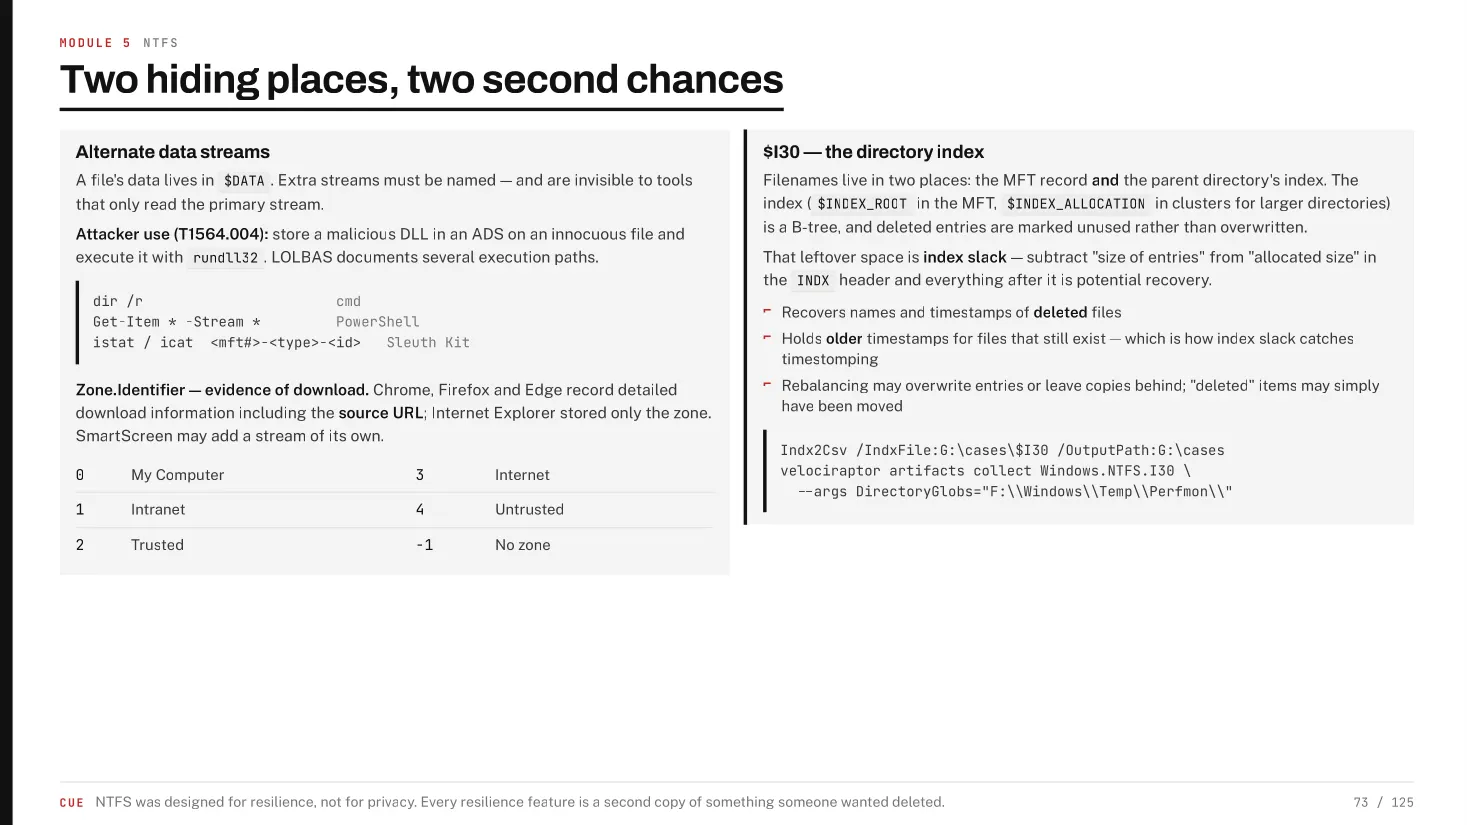 MODULE 5 NTFS
Two hiding places, two second chances
Alternate data streams
A file's data lives in $DATA. Extra streams must be named — and are invisible to tools
that only read the primary stream.
Attacker use (T1564.004): store a malicious DLL in an ADS on an innocuous file and
execute it with rundll32. LOLBAS documents several execution paths.
dir /r cmd
Get-Item * -Stream * PowerShell
istat / icat <mft#>-<type>-<id> Sleuth Kit
Zone.Identifier — evidence of download. Chrome, Firefox and Edge record detailed
download information including the source URL; Internet Explorer stored only the zone.
SmartScreen may add a stream of its own.
0 My Computer 3 Internet
1 Intranet 4 Untrusted
2 Trusted -1 No zone
$I30 — the directory index
Filenames live in two places: the MFT record and the parent directory's index. The
index ( $INDEX_ROOT in the MFT, $INDEX_ALLOCATION in clusters for larger directories)
is a B-tree, and deleted entries are marked unused rather than overwritten.
That leftover space is index slack — subtract "size of entries" from "allocated size" in
the INDX header and everything after it is potential recovery.
Recovers names and timestamps of deleted files
Holds older timestamps for files that still exist — which is how index slack catches
timestomping
Rebalancing may overwrite entries or leave copies behind; "deleted" items may simply
have been moved
Indx2Csv /IndxFile:G:\cases\$I30 /OutputPath:G:\cases
velociraptor artifacts collect Windows.NTFS.I30 \
--args DirectoryGlobs="F:\\Windows\\Temp\\Perfmon\\"
CUE NTFS was designed for resilience, not for privacy. Every resilience feature is a second copy of something someone wanted deleted.
73 / 125